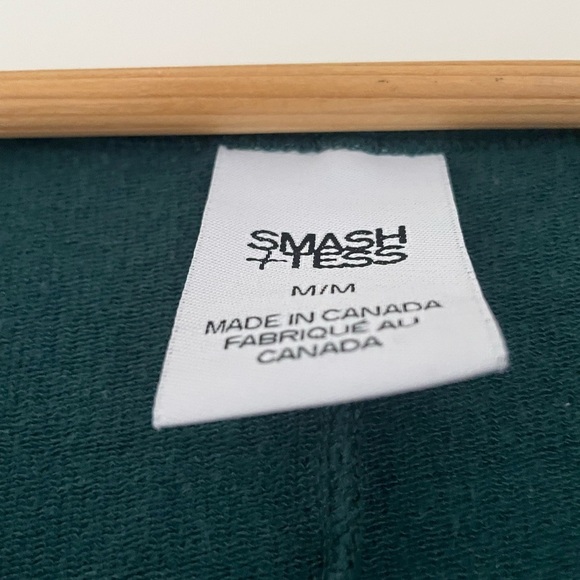 SMASH
+TESS
M/M
MADE IN CANADA
FABRIQUÉ AU
CANADA